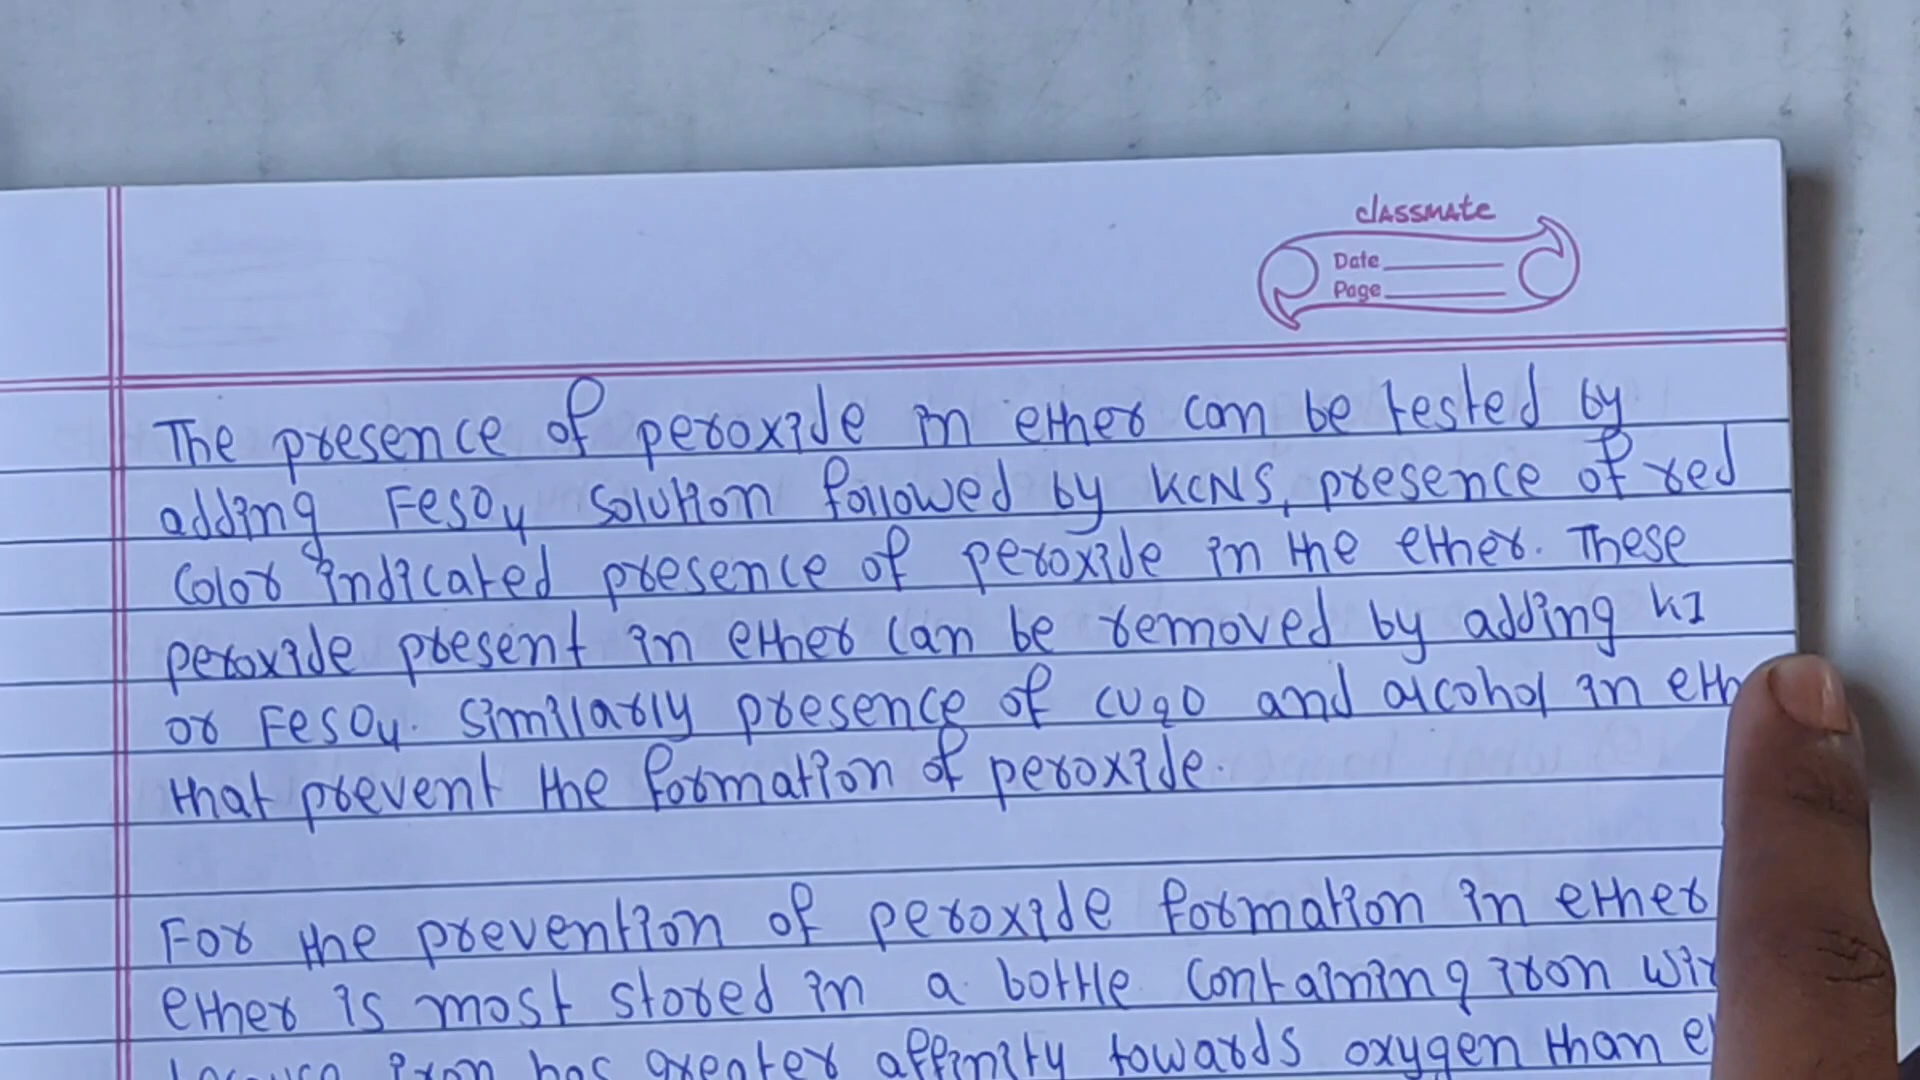 classmate
Date
Page
The presence of peroxide in ether can be tested by
adding FeSO4 solution followed by KCNS, presence of red
color indicated presence of peroxide in the ether. These
peroxide present in ether can be removed by adding KI
or FeSO4. Similarly presence of CU2O and alcohol in eth
that prevent the formation of peroxide.
For the prevention of peroxide formation in ether
ether is most stored in a bottle containing iron wir
iron has greater affinity towards oxygen than e